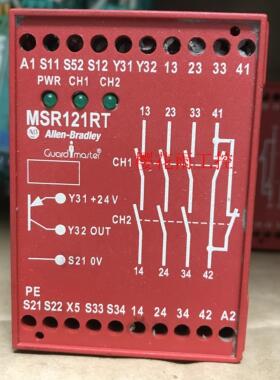 A1 S11 S52 S12 Y31 Y32 13 23 33 41
PWR CH1 CH2
MSR121RT
AB Allen-Bradley
Guardmaster
13 23 33 41
CH1
Y31 +24V
Y32 OUT
CH2
S21 0V
14 24 34 42
PE
S21 S22 X5 S33 S34 14 24 34 42 A2